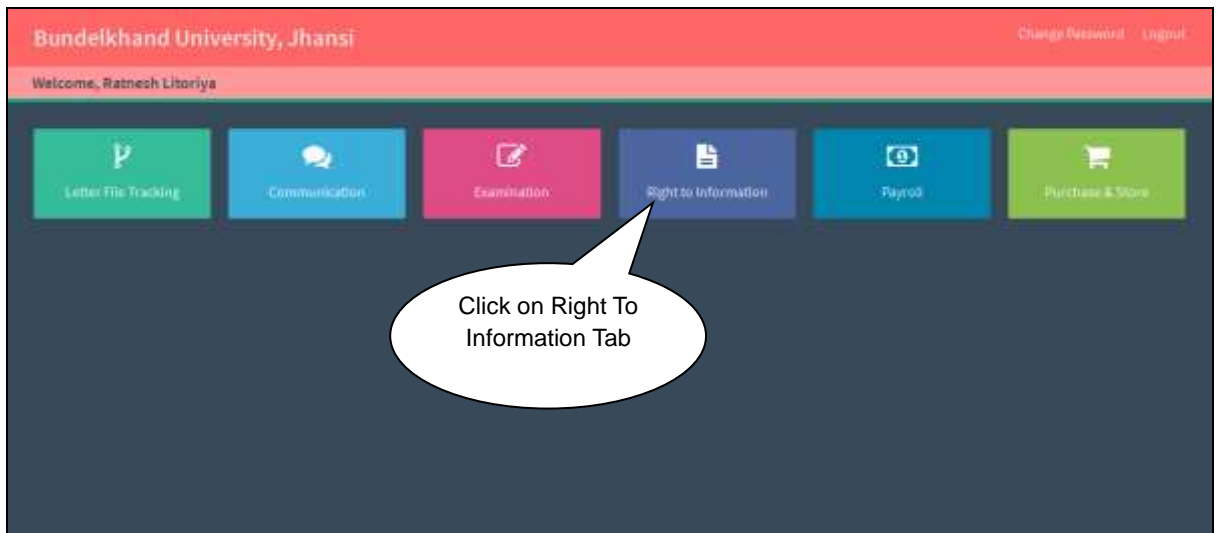 Bundelkhand University, Jhansi
Change Password Logout
Welcome, Ratnesh Litoriya
Letter File Tracking
Communication
Examination
Right to Information
Payroll
Purchase & Store
Click on Right To
Information Tab